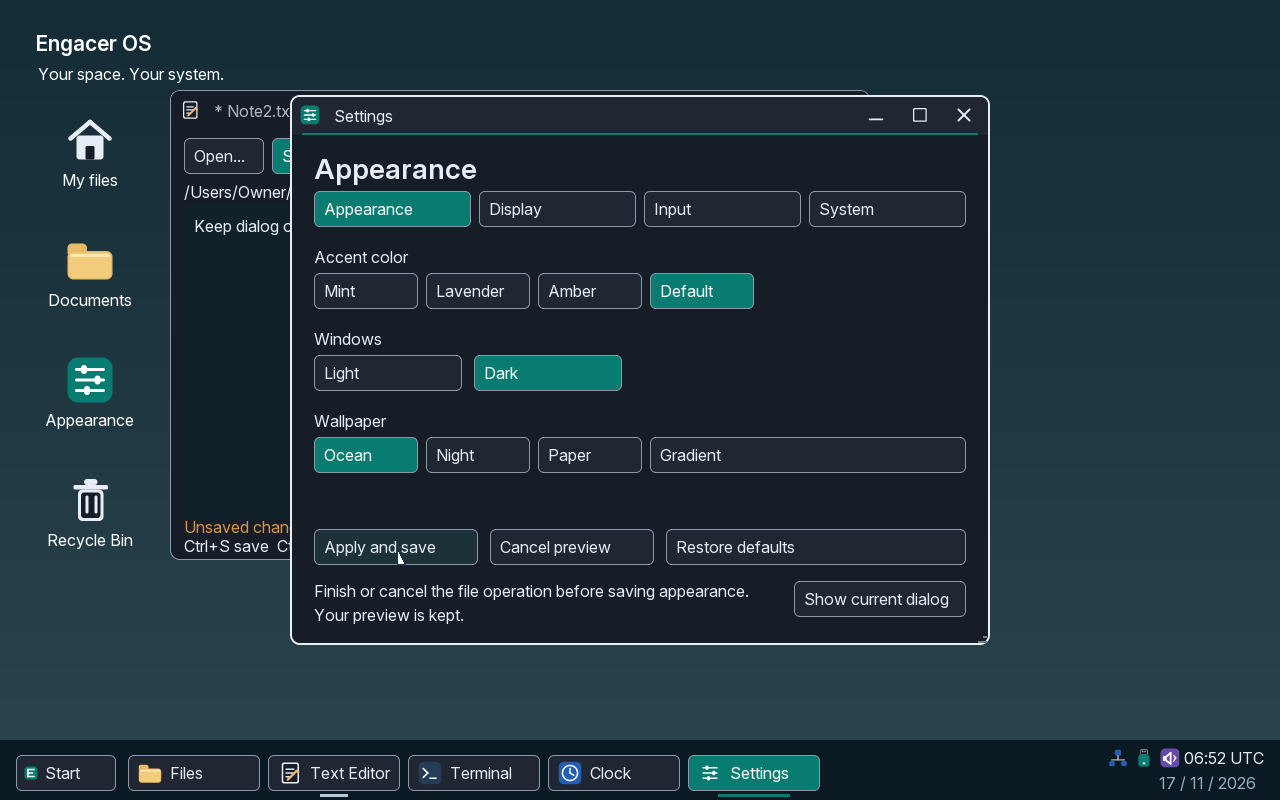 Engacer OS
Your space. Your system.
My files
Documents
Appearance
Recycle Bin
* Note2.tx
Open...
S
/Users/Owner/
Keep dialog o
Unsaved chan
Ctrl+S save Ct
Settings
Appearance
Appearance Display Input System
Accent color
Mint Lavender Amber Default
Windows
Light Dark
Wallpaper
Ocean Night Paper Gradient
Apply and save Cancel preview Restore defaults
Finish or cancel the file operation before saving appearance.
Your preview is kept.
Show current dialog
Start Files Text Editor Terminal Clock Settings
06:52 UTC
17 / 11 / 2026